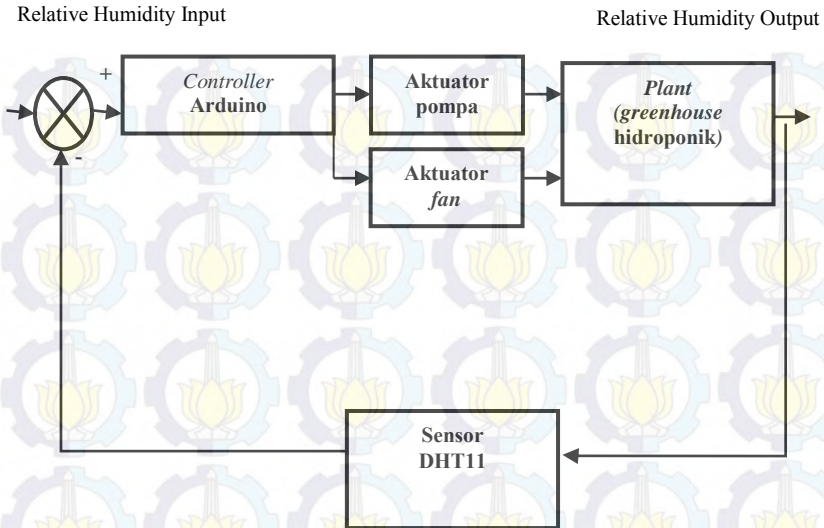 Relative Humidity Input
Relative Humidity Output
+
Controller
Arduino
Aktuator
pompa
Plant
(greenhouse
hidroponik)
-
Aktuator
fan
Sensor
DHT11